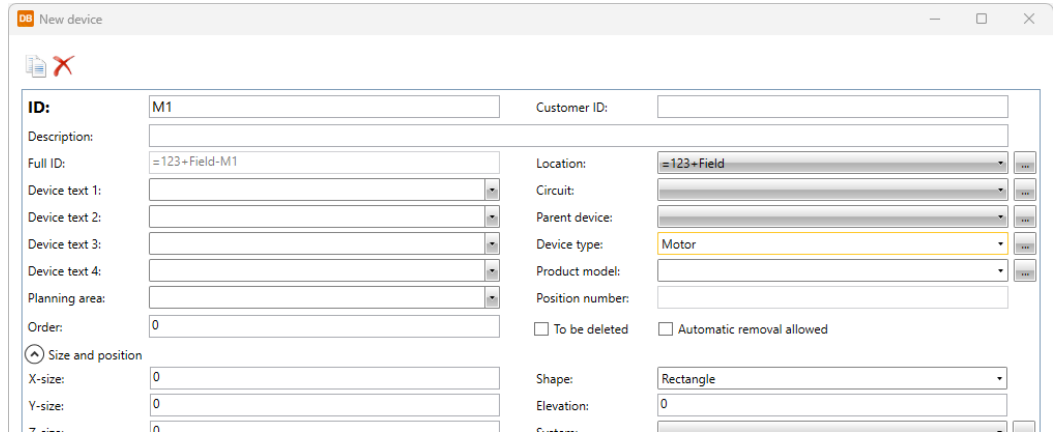 DB New device
ID: M1 Customer ID:
Description:
Full ID: =123+Field-M1 Location: =123+Field ...
Device text 1: Circuit: ...
Device text 2: Parent device: ...
Device text 3: Device type: Motor ...
Device text 4: Product model: ...
Planning area: Position number:
Order: 0 To be deleted Automatic removal allowed
Size and position
X-size: 0 Shape: Rectangle
Y-size: 0 Elevation: 0
Z-size: 0 System: